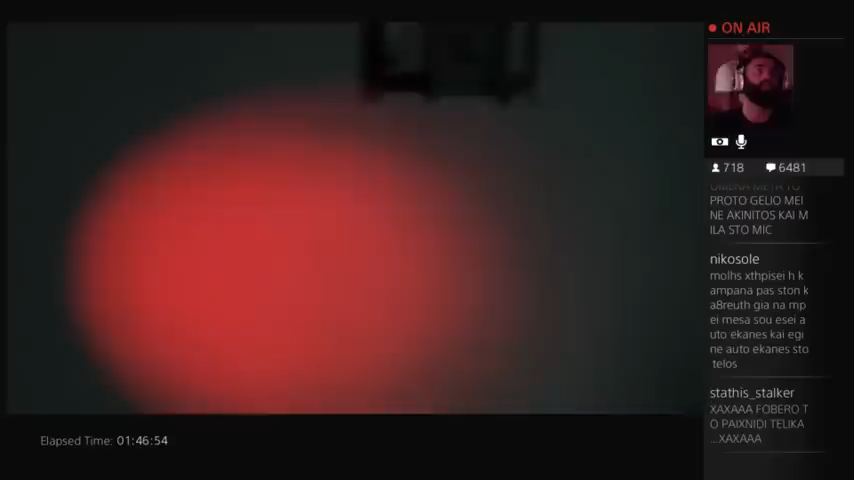 ON AIR
718 6481
PROTO GELIO MEI
NE AKINITOS KAI M
ILA STO MIC
nikosole
molhs xthpisei h k
ampana pas ston k
a8reuth gia na mp
ei mesa sou esei a
uto ekanes kai egi
ne auto ekanes sto
telos
stathis_stalker
XAXAAA FOBERO T
O PAIXNIDI TELIKA
...XAXAAA
Elapsed Time: 01:46:54